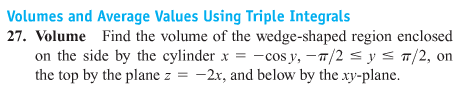 Volumes and Average Values Using Triple Integrals
27. Volume Find the volume of the wedge-shaped region enclosed
on the side by the cylinder x = −cos y, −π/2 ≤ y ≤ π/2, on
the top by the plane z = −2x, and below by the xy-plane.